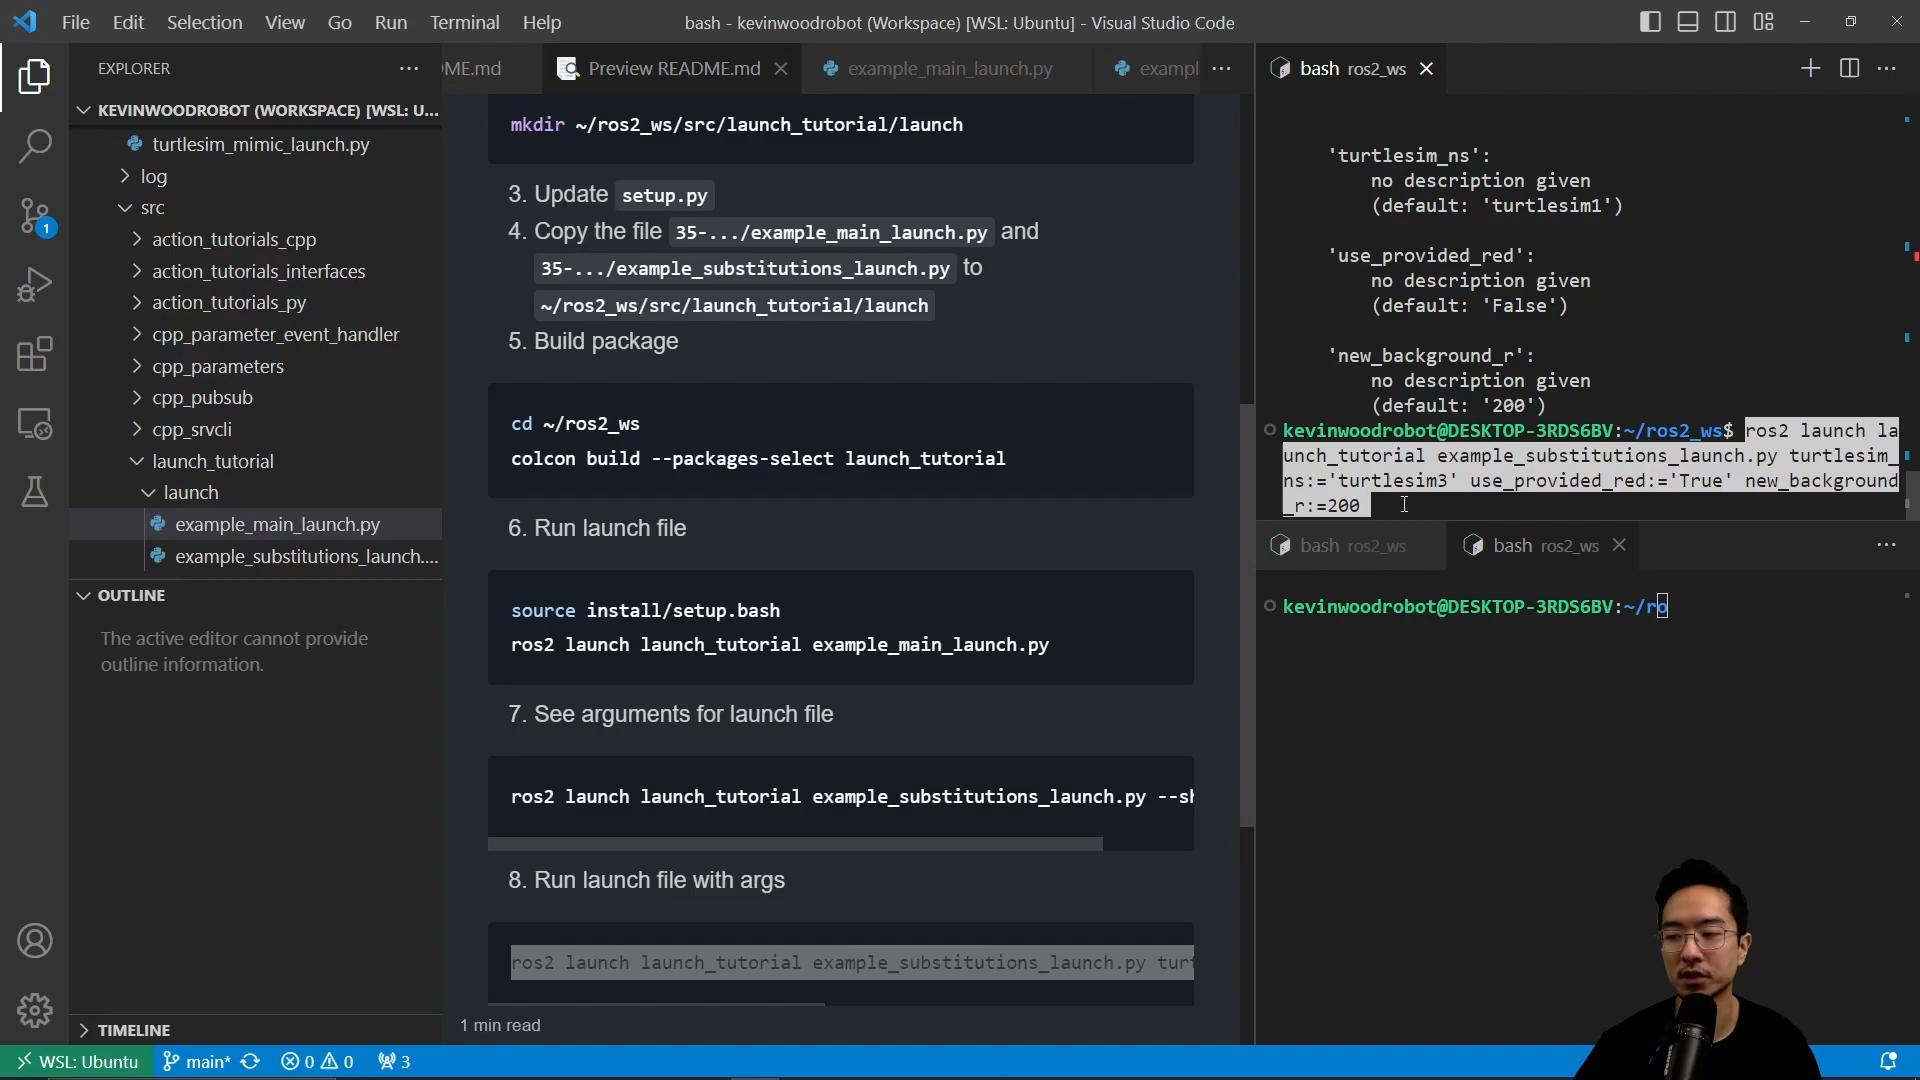 File Edit Selection View Go Run Terminal Help
bash - kevinwoodrobot (Workspace) [WSL: Ubuntu] - Visual Studio Code
EXPLORER
KEVINWOODROBOT (WORKSPACE) [WSL: U...
turtlesim_mimic_launch.py
log
src
action_tutorials_cpp
action_tutorials_interfaces
action_tutorials_py
cpp_parameter_event_handler
cpp_parameters
cpp_pubsub
cpp_srvcli
launch_tutorial
launch
example_main_launch.py
example_substitutions_launch....
OUTLINE
The active editor cannot provide
outline information.
TIMELINE
ME.md
Preview README.md
example_main_launch.py
exampl
mkdir ~/ros2_ws/src/launch_tutorial/launch
3. Update setup.py
4. Copy the file 35-.../example_main_launch.py and
35-.../example_substitutions_launch.py to
~/ros2_ws/src/launch_tutorial/launch
5. Build package
cd ~/ros2_ws
colcon build --packages-select launch_tutorial
6. Run launch file
source install/setup.bash
ros2 launch launch_tutorial example_main_launch.py
7. See arguments for launch file
ros2 launch launch_tutorial example_substitutions_launch.py --sh
8. Run launch file with args
ros2 launch launch_tutorial example_substitutions_launch.py turt
1 min read
bash ros2_ws
'turtlesim_ns':
no description given
(default: 'turtlesim1')
'use_provided_red':
no description given
(default: 'False')
'new_background_r':
no description given
(default: '200')
kevinwoodrobot@DESKTOP-3RDS6BV:~/ros2_ws$ ros2 launch la
unch_tutorial example_substitutions_launch.py turtlesim_
ns:='turtlesim3' use_provided_red:='True' new_background
_r:=200
bash ros2_ws
bash ros2_ws
kevinwoodrobot@DESKTOP-3RDS6BV:~/ro
1
WSL: Ubuntu main* 0 0 3